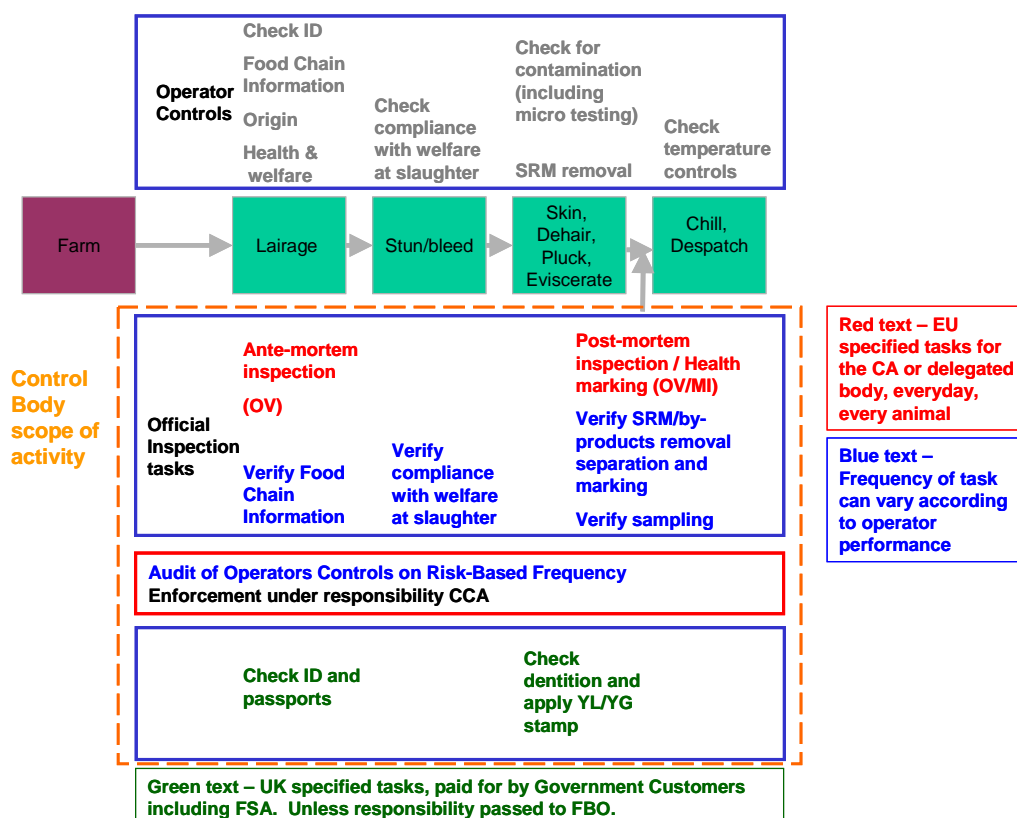 Operator
Controls
Check ID
Food Chain
Information
Origin
Health &
welfare
Check
compliance
with welfare
at slaughter
Check for
contamination
(including
micro testing)
SRM removal
Check
temperature
controls
Farm
Lairage
Stun/bleed
Skin,
Dehair,
Pluck,
Eviscerate
Chill,
Despatch
Control
Body
scope of
activity
Official
Inspection
tasks
Ante-mortem
inspection
(OV)
Verify Food
Chain
Information
Verify
compliance
with welfare
at slaughter
Post-mortem
inspection / Health
marking (OV/MI)
Verify SRM/by-
products removal
separation and
marking
Verify sampling
Red text – EU
specified tasks for
the CA or delegated
body, everyday,
every animal
Blue text –
Frequency of task
can vary according
to operator
performance
Audit of Operators Controls on Risk-Based Frequency
Enforcement under responsibility CCA
Check ID and
passports
Check
dentition and
apply YL/YG
stamp
Green text – UK specified tasks, paid for by Government Customers
including FSA.  Unless responsibility passed to FBO.